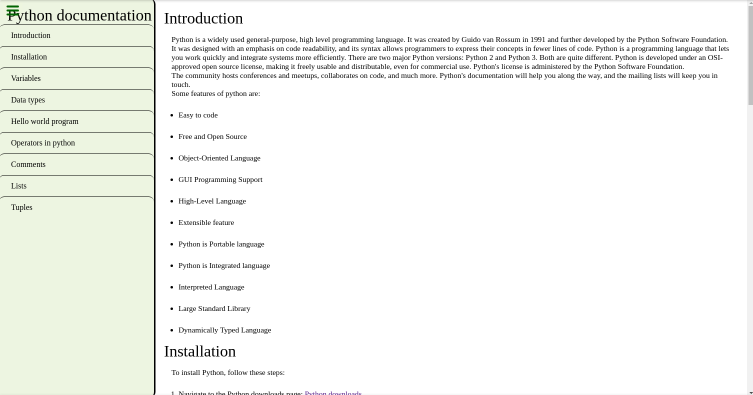 Python documentation
Introduction
Installation
Variables
Data types
Hello world program
Operators in python
Comments
Lists
Tuples
Introduction
Python is a widely used general-purpose, high level programming language. It was created by Guido van Rossum in 1991 and further developed by the Python Software Foundation.
It was designed with an emphasis on code readability, and its syntax allows programmers to express their concepts in fewer lines of code. Python is a programming language that lets
you work quickly and integrate systems more efficiently. There are two major Python versions: Python 2 and Python 3. Both are quite different. Python is developed under an OSI-
approved open source license, making it freely usable and distributable, even for commercial use. Python's license is administered by the Python Software Foundation.
The community hosts conferences and meetups, collaborates on code, and much more. Python's documentation will help you along the way, and the mailing lists will keep you in
touch.
Some features of python are:
• Easy to code
• Free and Open Source
• Object-Oriented Language
• GUI Programming Support
• High-Level Language
• Extensible feature
• Python is Portable language
• Python is Integrated language
• Interpreted Language
• Large Standard Library
• Dynamically Typed Language
Installation
To install Python, follow these steps:
1. Navigate to the Python downloads page: Python downloads.